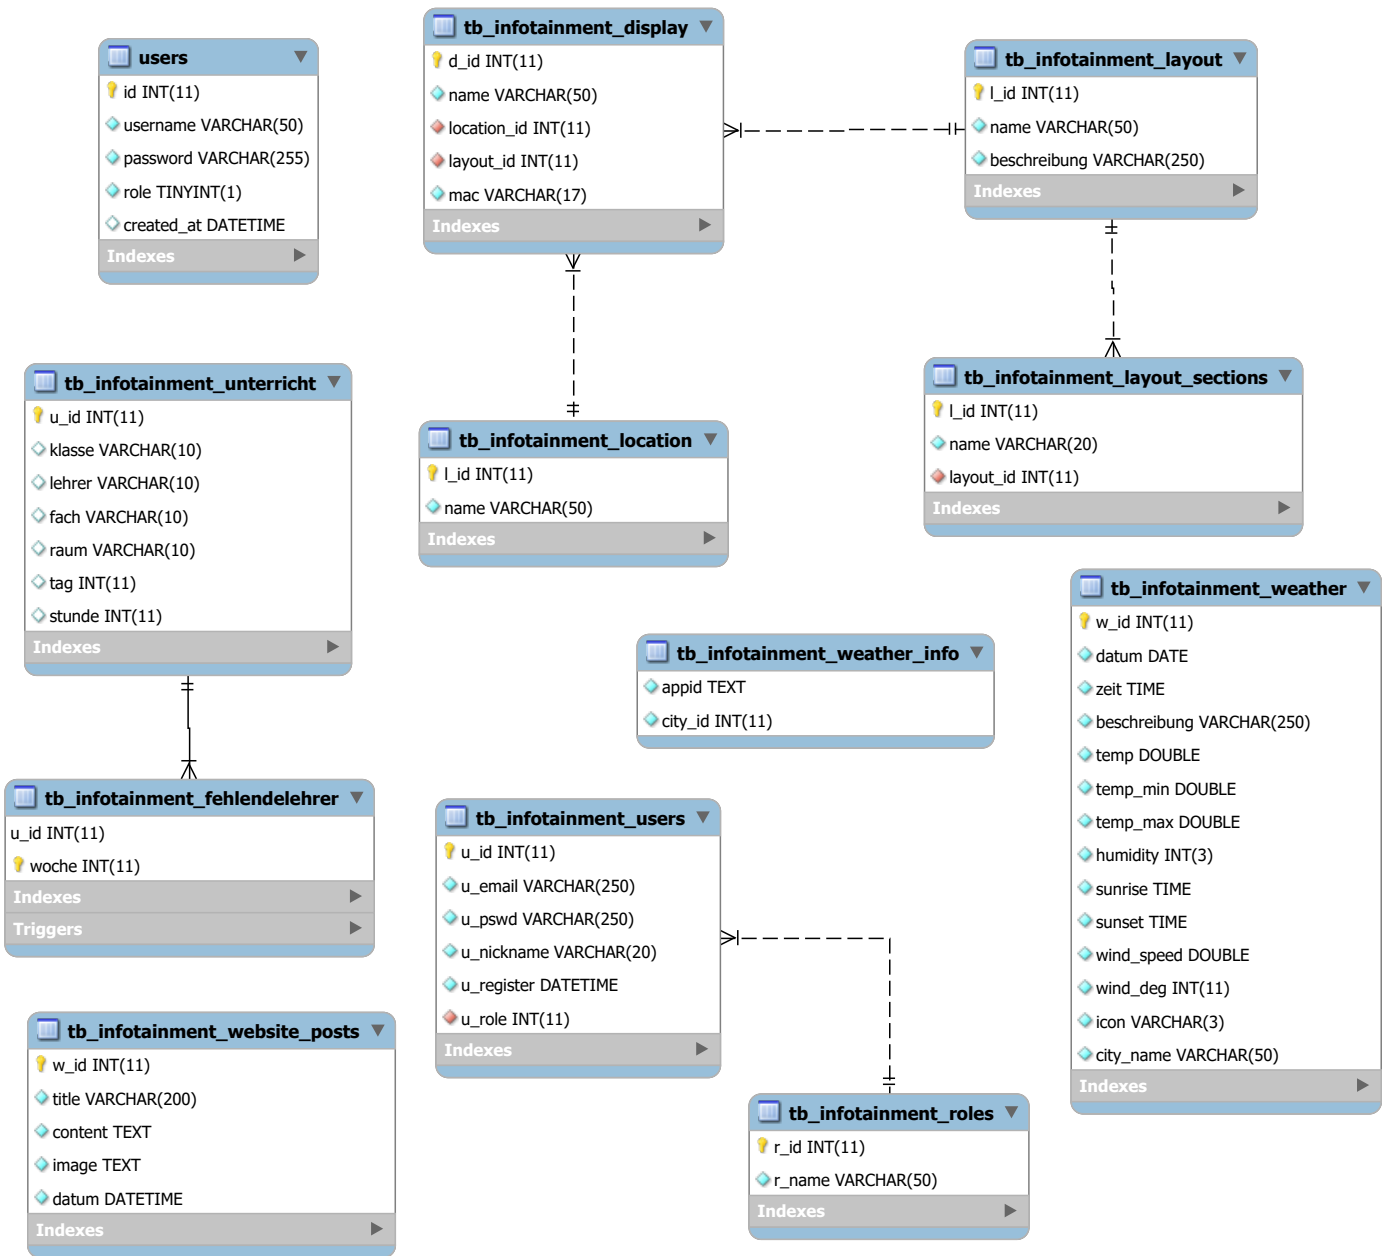 users
id INT(11)
username VARCHAR(50)
password VARCHAR(255)
role TINYINT(1)
created_at DATETIME
Indexes
tb_infotainment_display
d_id INT(11)
name VARCHAR(50)
location_id INT(11)
layout_id INT(11)
mac VARCHAR(17)
Indexes
tb_infotainment_layout
l_id INT(11)
name VARCHAR(50)
beschreibung VARCHAR(250)
Indexes
tb_infotainment_unterricht
u_id INT(11)
klasse VARCHAR(10)
lehrer VARCHAR(10)
fach VARCHAR(10)
raum VARCHAR(10)
tag INT(11)
stunde INT(11)
Indexes
tb_infotainment_location
l_id INT(11)
name VARCHAR(50)
Indexes
tb_infotainment_layout_sections
l_id INT(11)
name VARCHAR(20)
layout_id INT(11)
Indexes
tb_infotainment_weather_info
appid TEXT
city_id INT(11)
tb_infotainment_weather
w_id INT(11)
datum DATE
zeit TIME
beschreibung VARCHAR(250)
temp DOUBLE
temp_min DOUBLE
temp_max DOUBLE
humidity INT(3)
sunrise TIME
sunset TIME
wind_speed DOUBLE
wind_deg INT(11)
icon VARCHAR(3)
city_name VARCHAR(50)
Indexes
tb_infotainment_fehlendelehrer
u_id INT(11)
woche INT(11)
Indexes
Triggers
tb_infotainment_users
u_id INT(11)
u_email VARCHAR(250)
u_pswd VARCHAR(250)
u_nickname VARCHAR(20)
u_register DATETIME
u_role INT(11)
Indexes
tb_infotainment_website_posts
w_id INT(11)
title VARCHAR(200)
content TEXT
image TEXT
datum DATETIME
Indexes
tb_infotainment_roles
r_id INT(11)
r_name VARCHAR(50)
Indexes